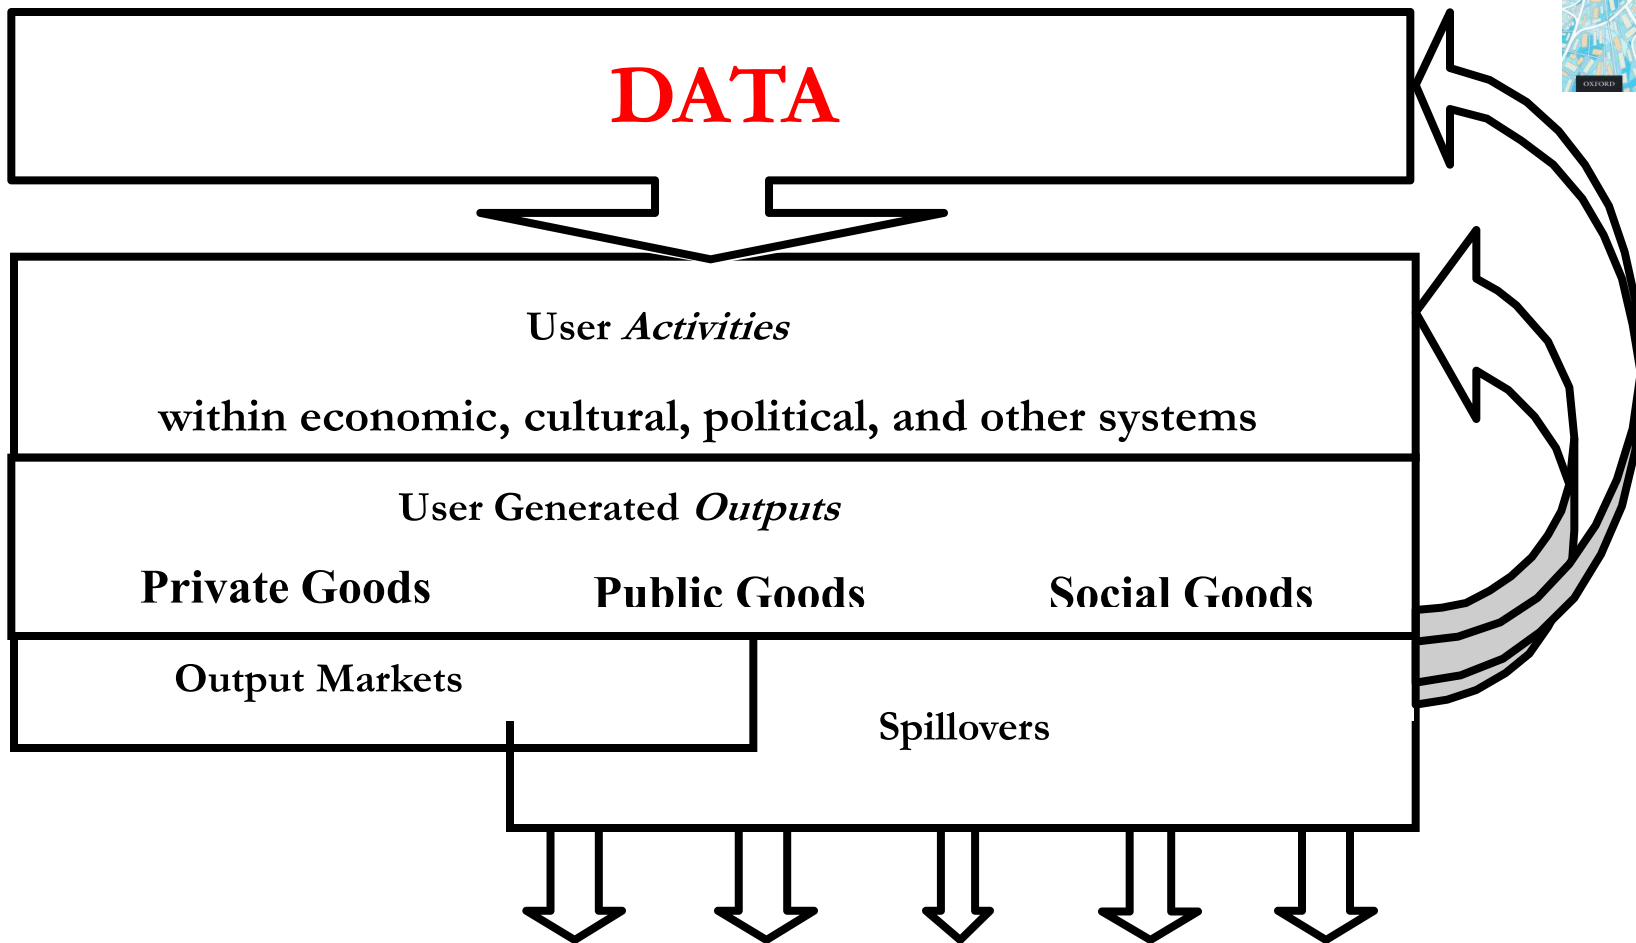 DATA
OXFORD
User Activities
within economic, cultural, political, and other systems
User Generated Outputs
Private Goods Public Goods Social Goods
Output Markets
Spillovers